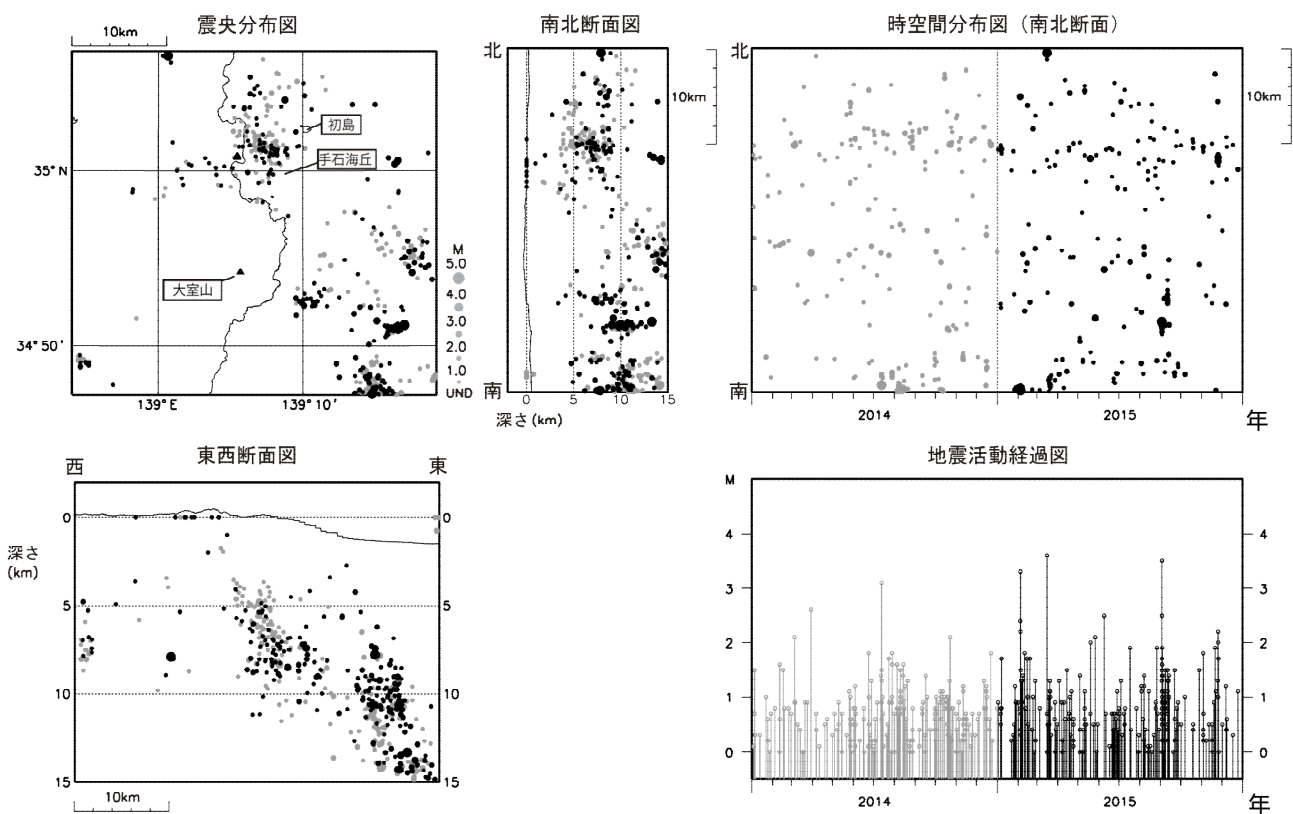 震央分布図
10km
初島
手石海丘
大室山
35°N
34°50'
139°E
139°10'
M
5.0
4.0
3.0
2.0
1.0
UND
南北断面図
北
南
10km
0
5
10
15
深さ(km)
時空間分布図(南北断面)
北
南
10km
2014
2015
年
東西断面図
西
東
0
5
10
15
深さ
(km)
0
5
10
15
10km
地震活動経過図
M
4
3
2
1
0
4
3
2
1
0
2014
2015
年